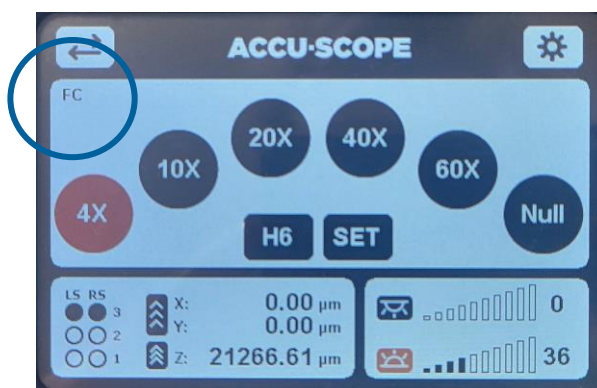 ACCU·SCOPE
FC
4X
10X
20X
40X
60X
Null
H6
SET
LS RS
3
2
1
X: 0.00 µm
Y: 0.00 µm
Z: 21266.61 µm
0
36